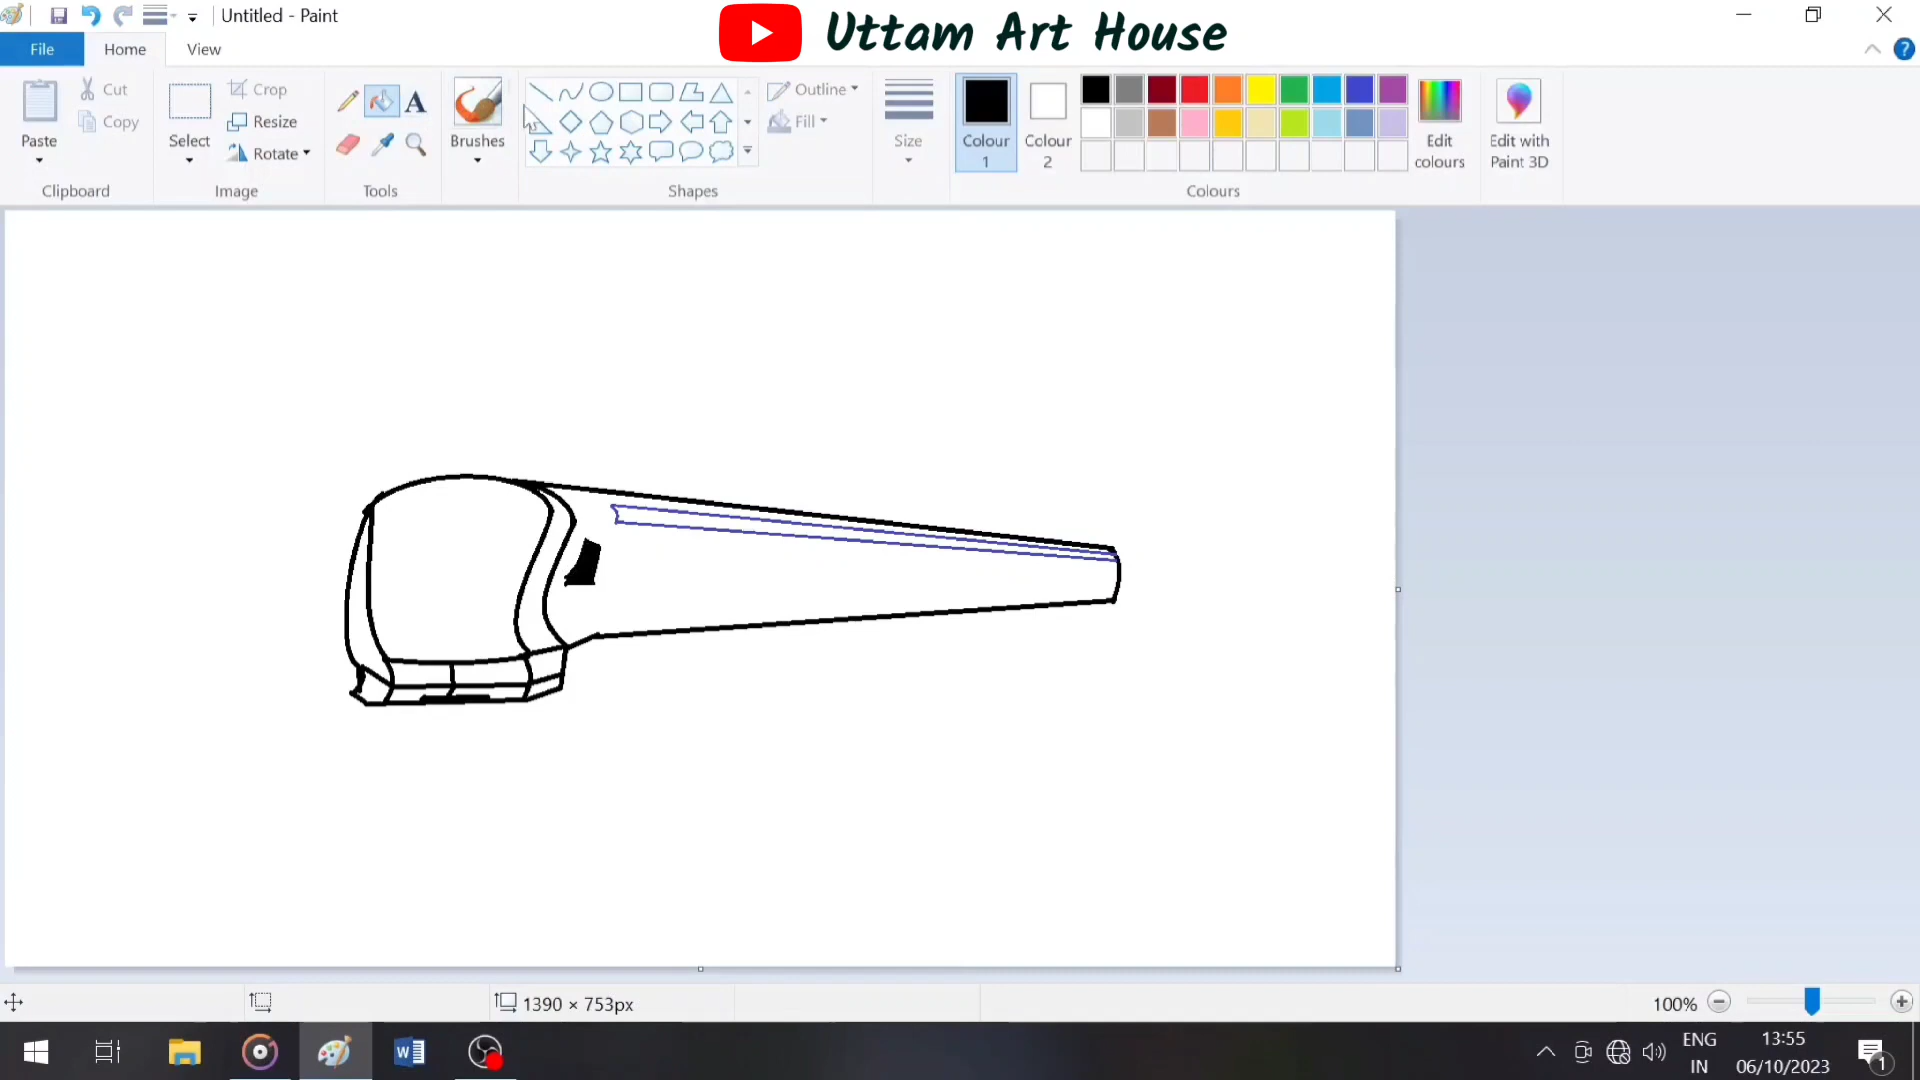 Untitled - Paint
Uttam Art House
File
Home
View
Paste
Cut
Copy
Clipboard
Select
Crop
Resize
Rotate
Image
A
Tools
Brushes
Shapes
Outline
Fill
Size
Colour
1
Colour
2
Colours
Edit
colours
Edit with
Paint 3D
?
1390 × 753px
100%
W
ENG
IN
13:55
06/10/2023
1